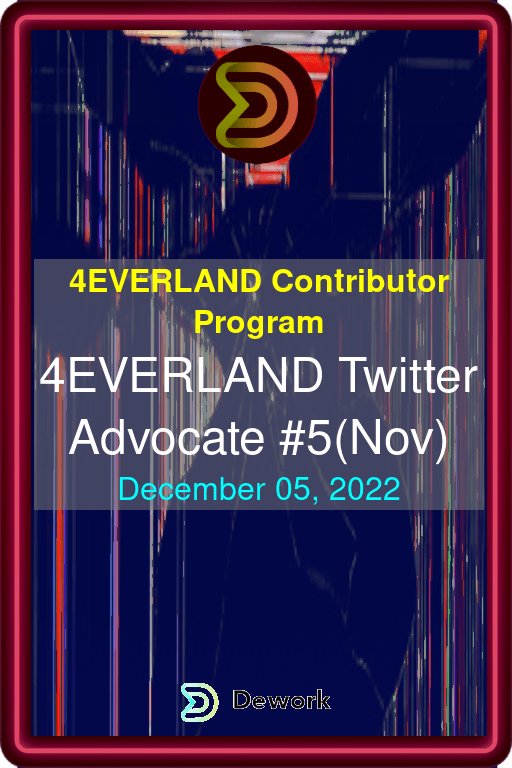 4EVERLAND Contributor
Program
4EVERLAND Twitter
Advocate #5(Nov)
December 05, 2022
Dework